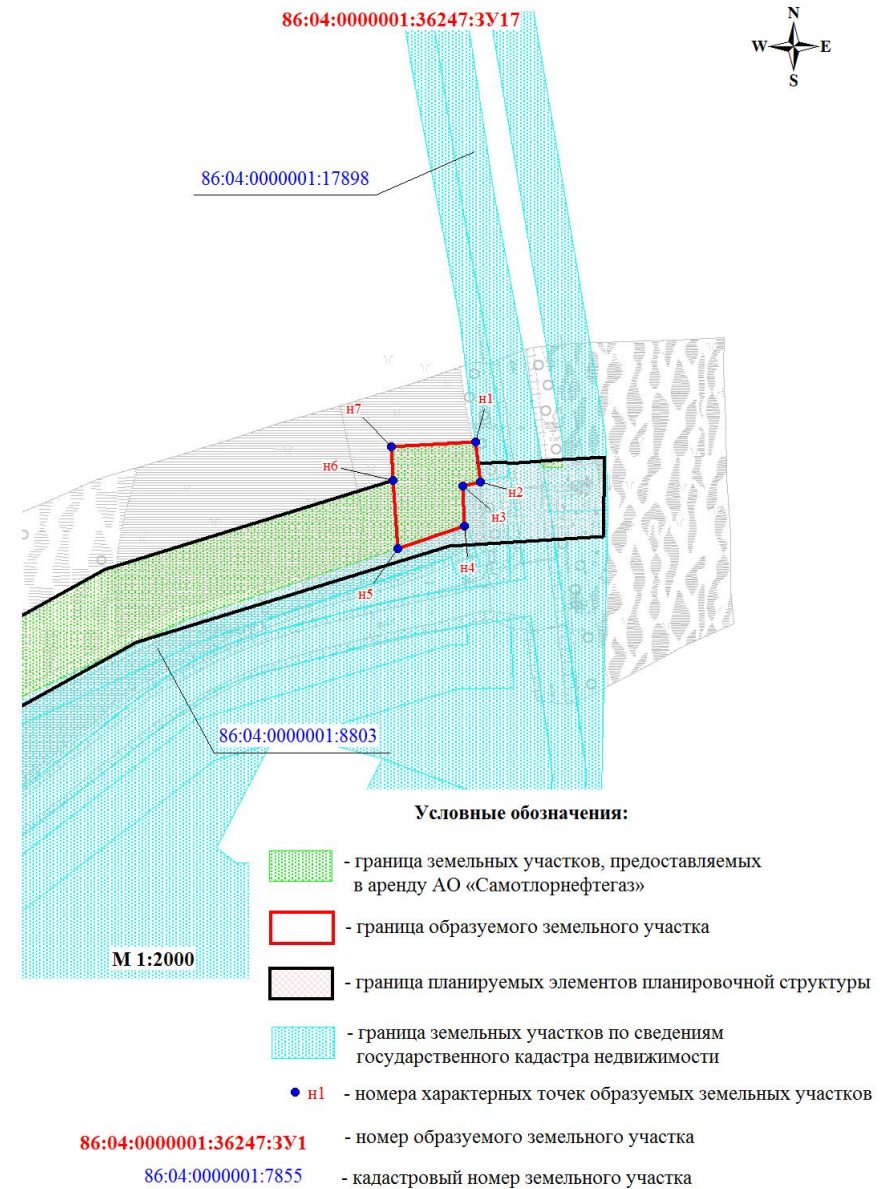 86:04:0000001:36247:ЗУ17
N
W E
S
86:04:0000001:17898
н7
н1
н6
н2
н3
н4
н5
86:04:0000001:8803
Условные обозначения:
- граница земельных участков, предоставляемых
в аренду АО «Самотлорнефтегаз»
- граница образуемого земельного участка
М 1:2000
- граница планируемых элементов планировочной структуры
- граница земельных участков по сведениям
государственного кадастра недвижимости
н1 - номера характерных точек образуемых земельных участков
86:04:0000001:36247:ЗУ1 - номер образуемого земельного участка
86:04:0000001:7855 - кадастровый номер земельного участка